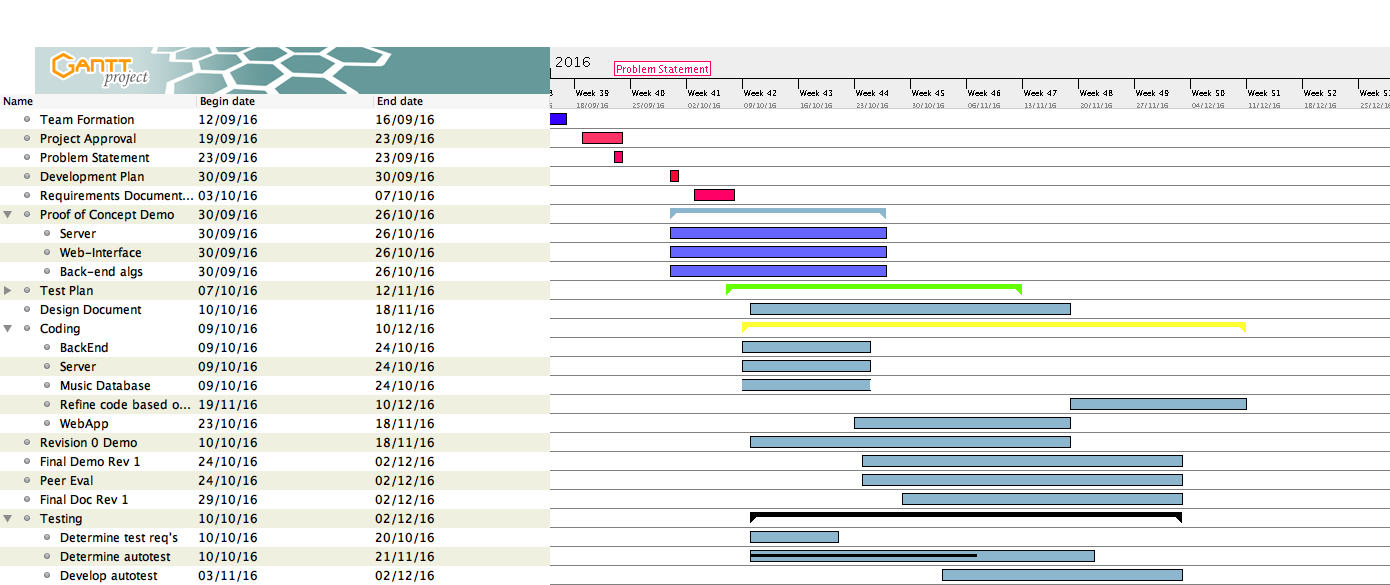 GANTT
project
2016
Problem Statement
Week 39 Week 40 Week 41 Week 42 Week 43 Week 44 Week 45 Week 46 Week 47 Week 48 Week 49 Week 50 Week 51 Week 52
Name Begin date End date 18/09/16 25/09/16 02/10/16 09/10/16 16/10/16 23/10/16 30/10/16 06/11/16 13/11/16 20/11/16 27/11/16 04/12/16 11/12/16 18/12/16
Team Formation 12/09/16 16/09/16
Project Approval 19/09/16 23/09/16
Problem Statement 23/09/16 23/09/16
Development Plan 30/09/16 30/09/16
Requirements Document... 03/10/16 07/10/16
Proof of Concept Demo 30/09/16 26/10/16
Server 30/09/16 26/10/16
Web-Interface 30/09/16 26/10/16
Back-end algs 30/09/16 26/10/16
Test Plan 07/10/16 12/11/16
Design Document 10/10/16 18/11/16
Coding 09/10/16 10/12/16
BackEnd 09/10/16 24/10/16
Server 09/10/16 24/10/16
Music Database 09/10/16 24/10/16
Refine code based o... 19/11/16 10/12/16
WebApp 23/10/16 18/11/16
Revision 0 Demo 10/10/16 18/11/16
Final Demo Rev 1 24/10/16 02/12/16
Peer Eval 24/10/16 02/12/16
Final Doc Rev 1 29/10/16 02/12/16
Testing 10/10/16 02/12/16
Determine test req's 10/10/16 20/10/16
Determine autotest 10/10/16 21/11/16
Develop autotest 03/11/16 02/12/16